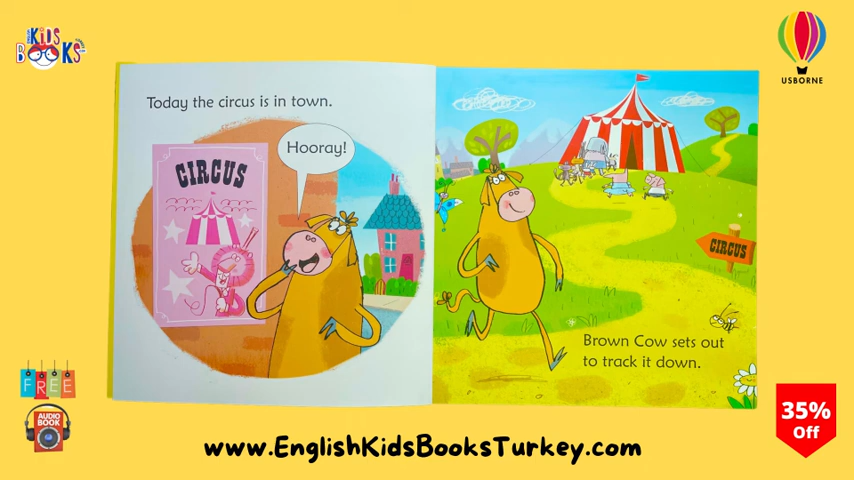 KiDS
BOOKS
USBORNE
Today the circus is in town.
Hooray!
CIRCUS
CIRCUS
Brown Cow sets out
to track it down.
FREE
AUDIO
BOOK
35%
Off
www.EnglishKidsBooksTurkey.com